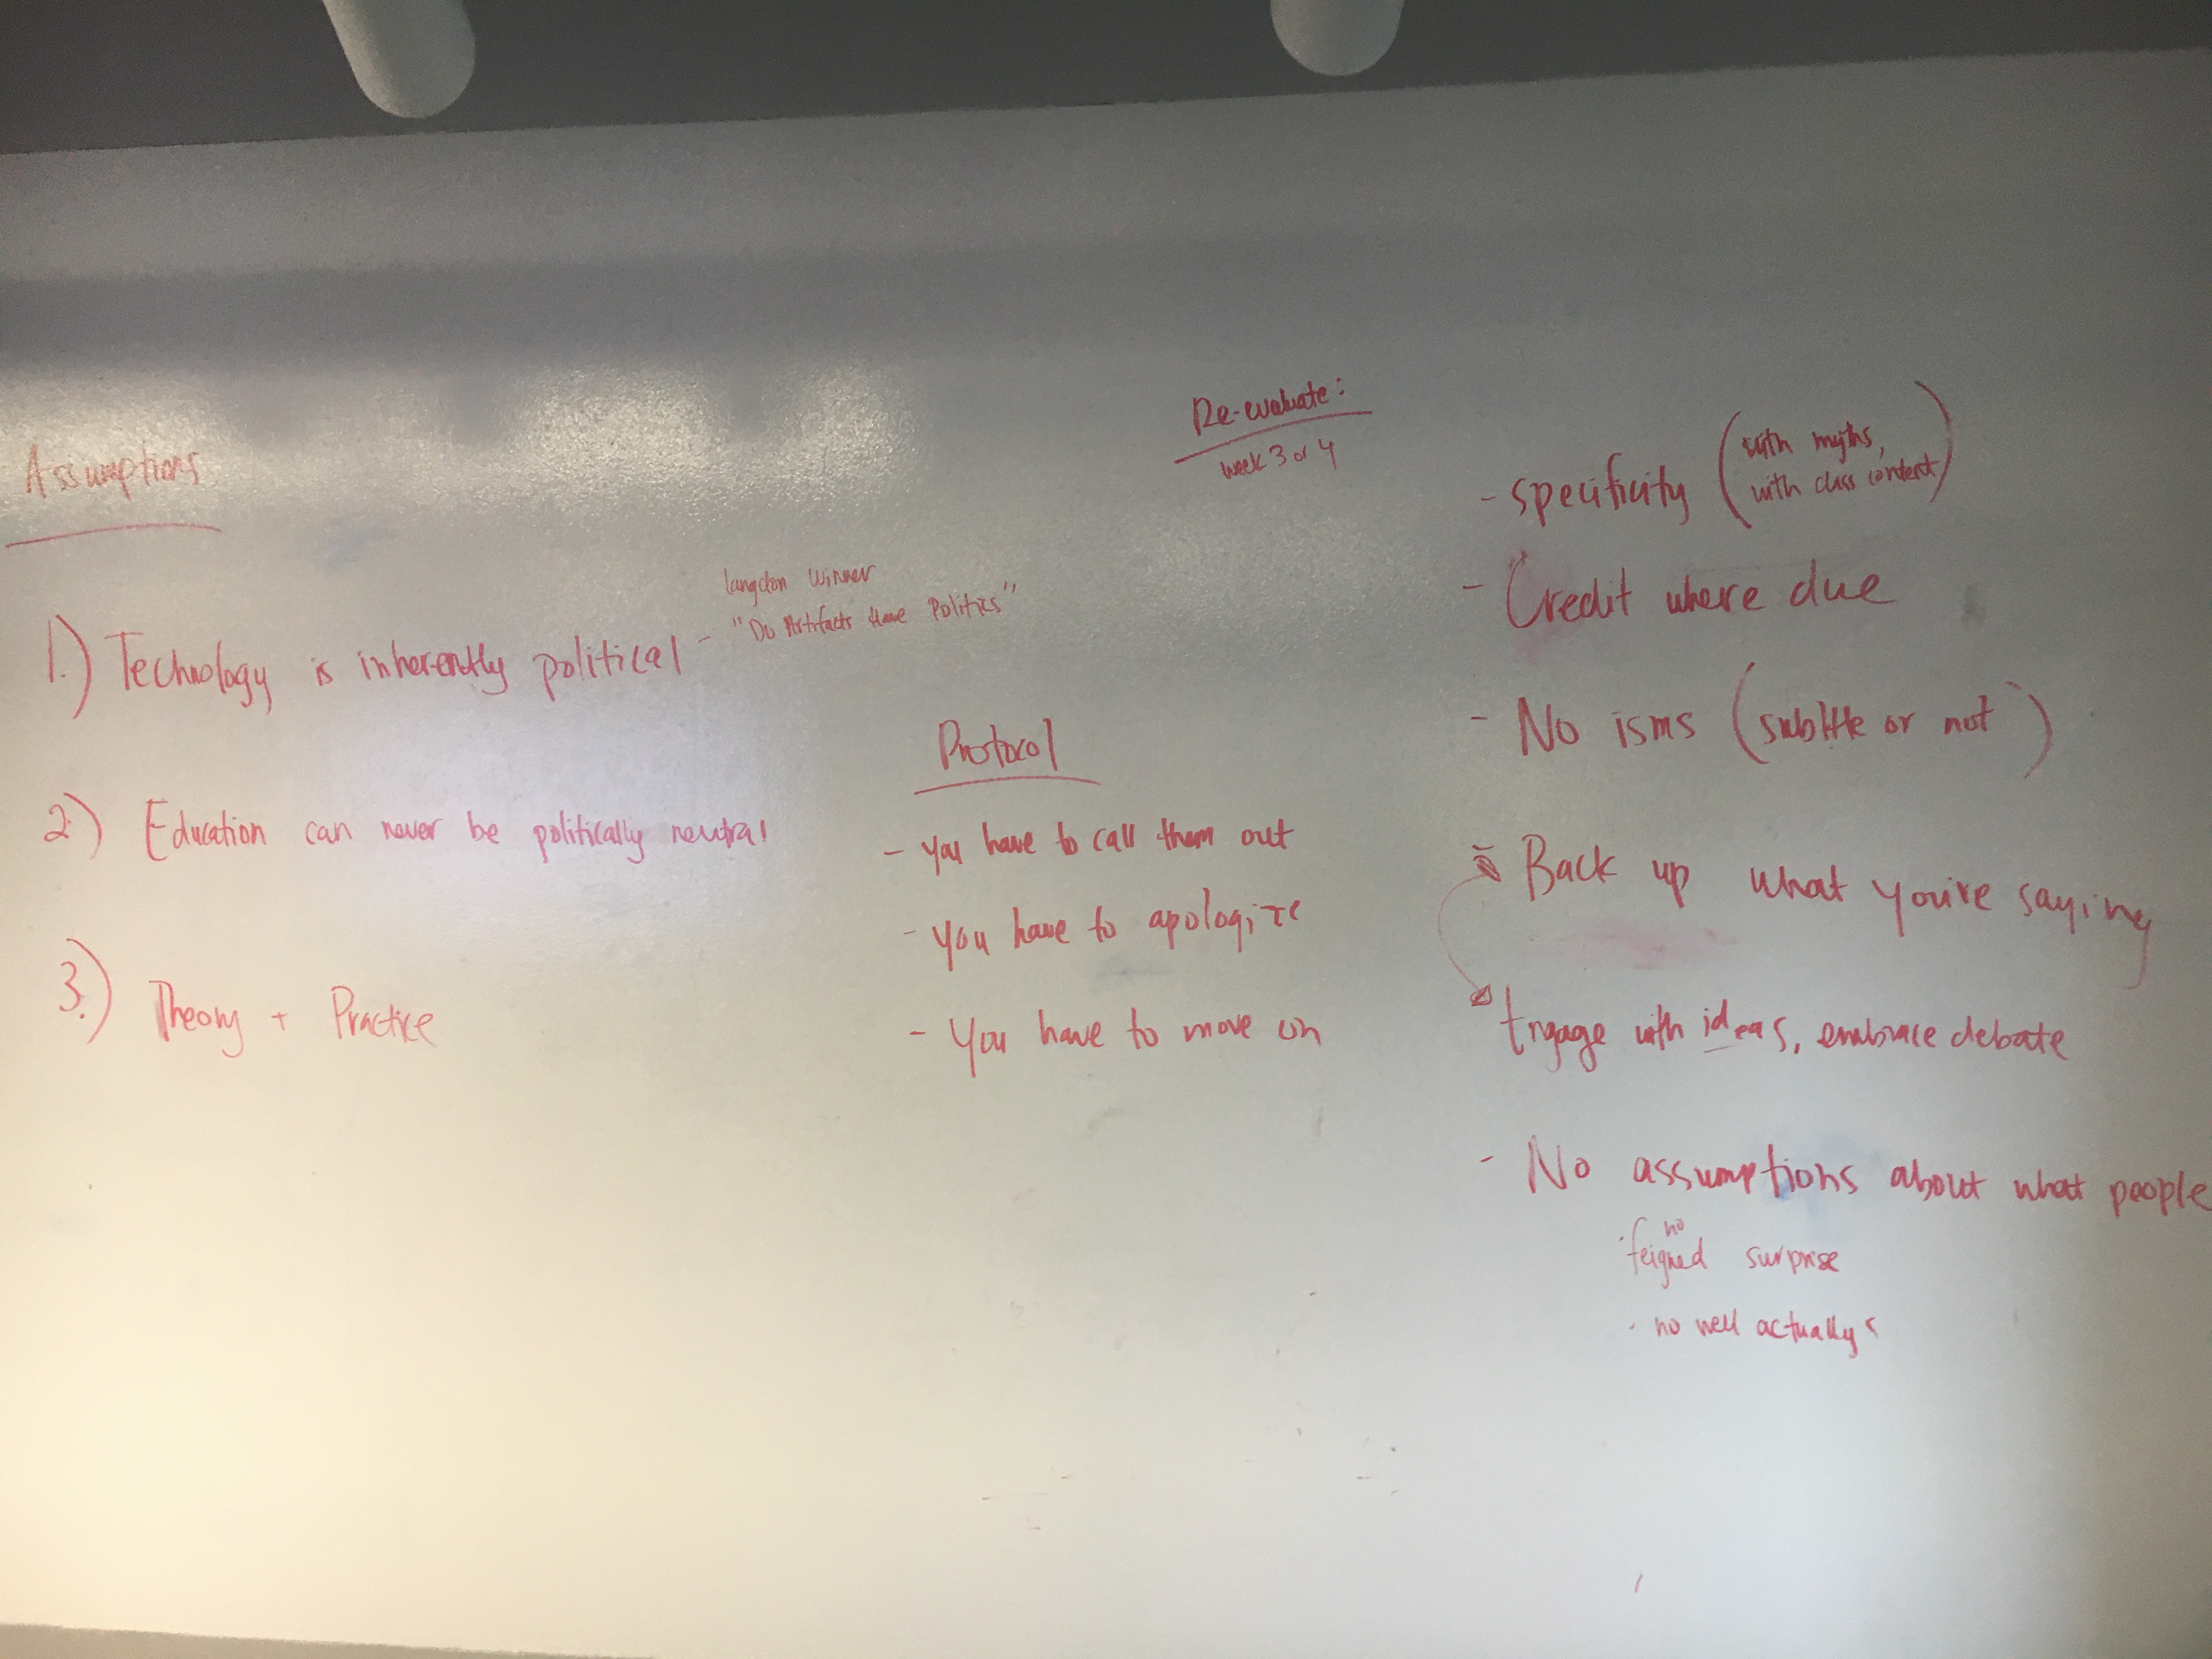 Assumptions
1.) Technology is inherently political -
Langdon Winner
"Do Artifacts Have Politics"
2) Education can never be politically neutral
3.) Theory + Practice
Protocol
- you have to call them out
- you have to apologize
- you have to move on
Re-evaluate:
week 3 or 4
- specificity (with myths,
with class content)
- Credit where due
- No isms (subltle or not)
- Back up what you're saying
Engage with ideas, embrace debate
- No assumptions about what people
· no feigned surprise
· no well actuallys